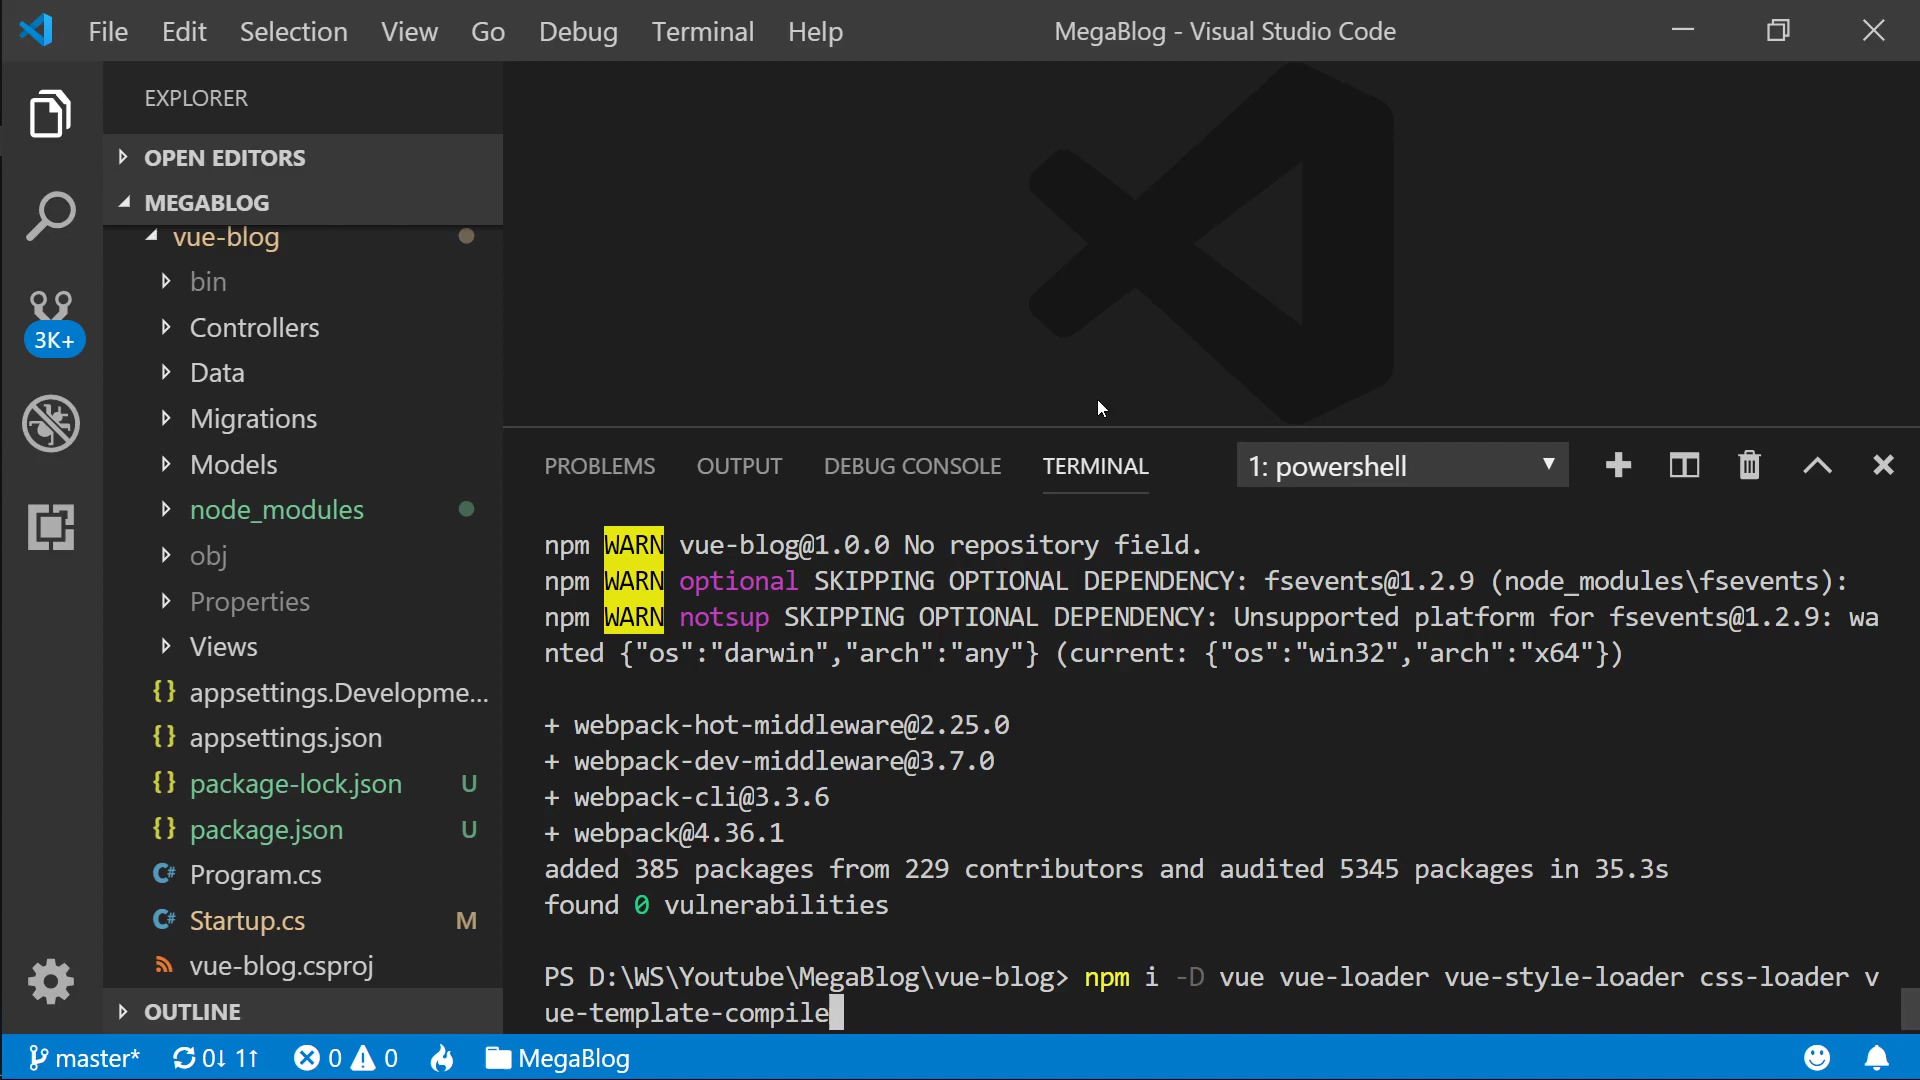 File Edit Selection View Go Debug Terminal Help MegaBlog - Visual Studio Code
EXPLORER
OPEN EDITORS
MEGABLOG
vue-blog
bin
Controllers
Data
Migrations
Models
node_modules
obj
Properties
Views
{} appsettings.Developme...
{} appsettings.json
{} package-lock.json U
{} package.json U
C# Program.cs
C# Startup.cs M
vue-blog.csproj
OUTLINE
3K+
PROBLEMS OUTPUT DEBUG CONSOLE TERMINAL 1: powershell
npm WARN vue-blog@1.0.0 No repository field.
npm WARN optional SKIPPING OPTIONAL DEPENDENCY: fsevents@1.2.9 (node_modules\fsevents):
npm WARN notsup SKIPPING OPTIONAL DEPENDENCY: Unsupported platform for fsevents@1.2.9: wa
nted {"os":"darwin","arch":"any"} (current: {"os":"win32","arch":"x64"})
+ webpack-hot-middleware@2.25.0
+ webpack-dev-middleware@3.7.0
+ webpack-cli@3.3.6
+ webpack@4.36.1
added 385 packages from 229 contributors and audited 5345 packages in 35.3s
found 0 vulnerabilities
PS D:\WS\Youtube\MegaBlog\vue-blog> npm i -D vue vue-loader vue-style-loader css-loader v
ue-template-compile
master* 0↓ 1↑ 0 0 MegaBlog